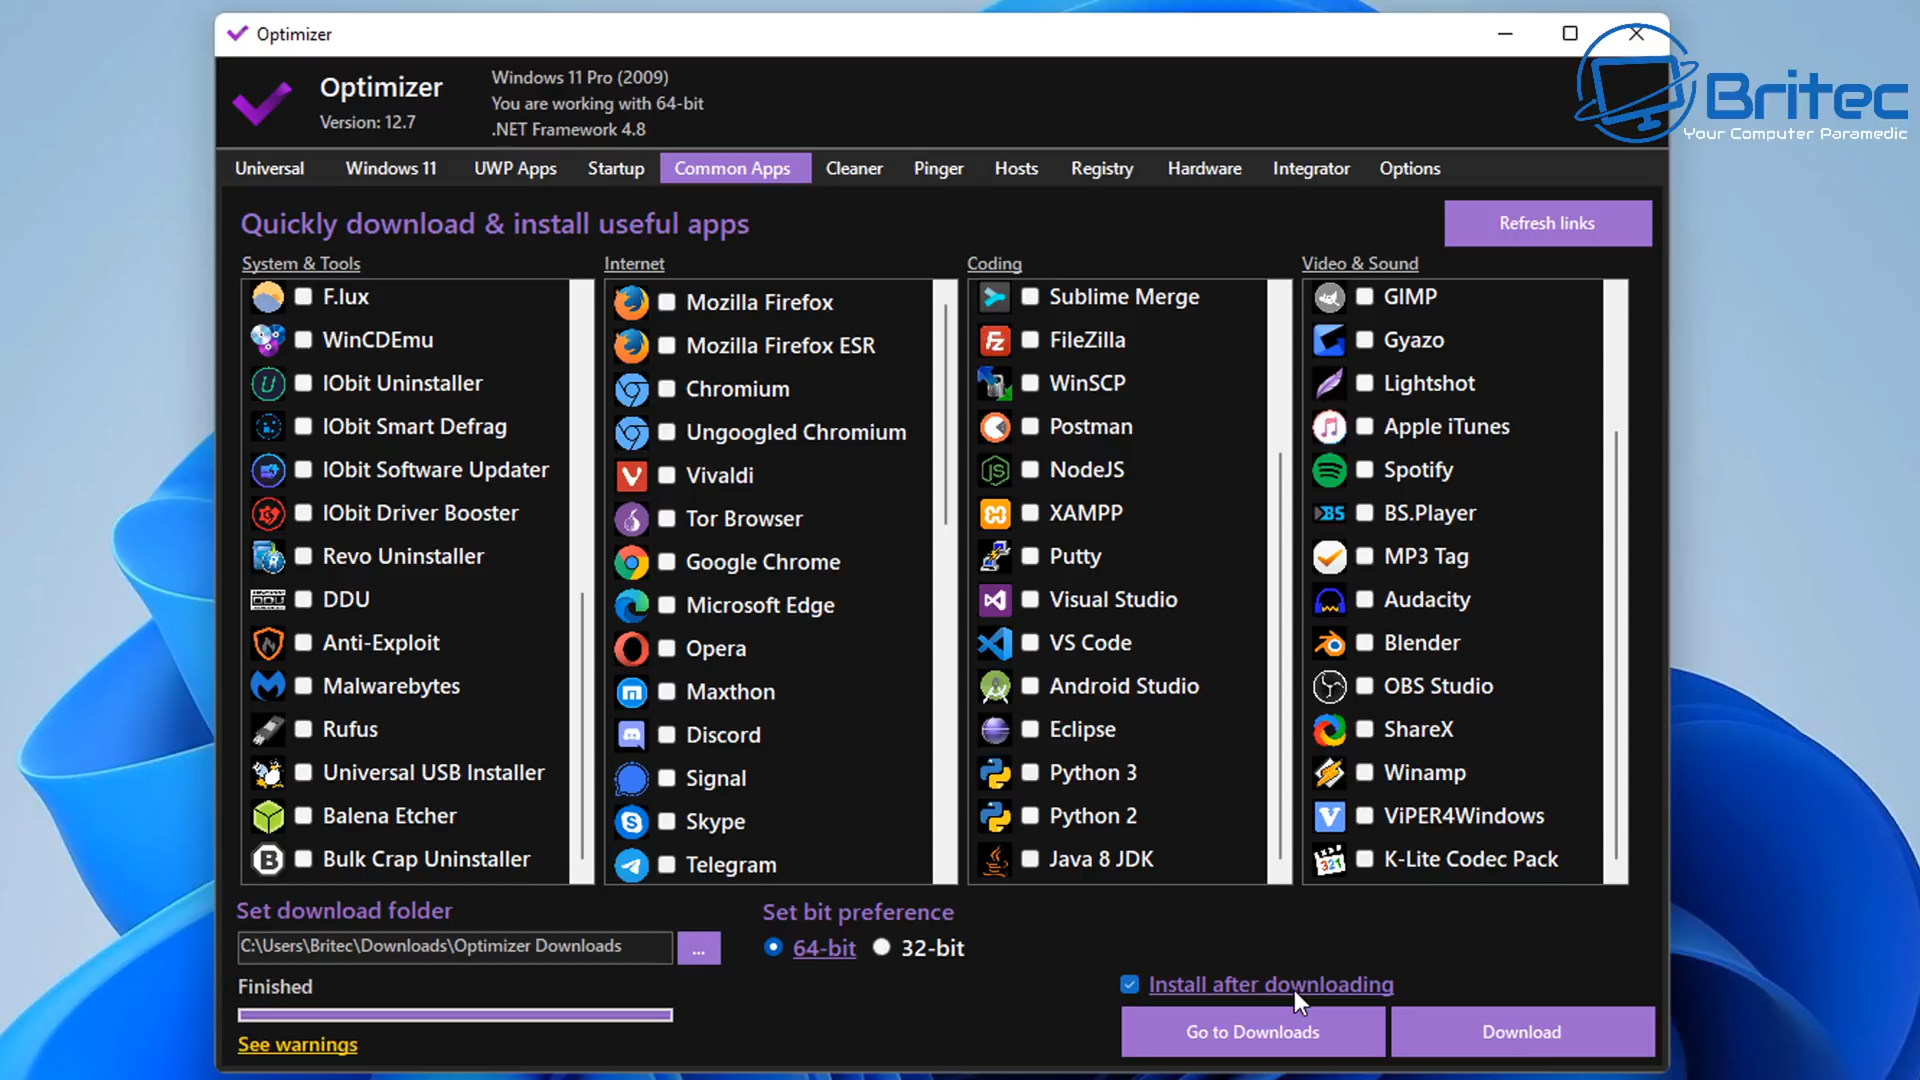 Optimizer
Optimizer
Version: 12.7
Windows 11 Pro (2009)
You are working with 64-bit
.NET Framework 4.8
Britec
Your Computer Paramedic
Universal Windows 11 UWP Apps Startup Common Apps Cleaner Pinger Hosts Registry Hardware Integrator Options
Quickly download & install useful apps
Refresh links
System & Tools
F.lux
WinCDEmu
IObit Uninstaller
IObit Smart Defrag
IObit Software Updater
IObit Driver Booster
Revo Uninstaller
DDU
Anti-Exploit
Malwarebytes
Rufus
Universal USB Installer
Balena Etcher
Bulk Crap Uninstaller
Internet
Mozilla Firefox
Mozilla Firefox ESR
Chromium
Ungoogled Chromium
Vivaldi
Tor Browser
Google Chrome
Microsoft Edge
Opera
Maxthon
Discord
Signal
Skype
Telegram
Coding
Sublime Merge
FileZilla
WinSCP
Postman
NodeJS
XAMPP
Putty
Visual Studio
VS Code
Android Studio
Eclipse
Python 3
Python 2
Java 8 JDK
Video & Sound
GIMP
Gyazo
Lightshot
Apple iTunes
Spotify
BS.Player
MP3 Tag
Audacity
Blender
OBS Studio
ShareX
Winamp
ViPER4Windows
K-Lite Codec Pack
Set download folder
C:\Users\Britec\Downloads\Optimizer Downloads
...
Finished
See warnings
Set bit preference
64-bit 32-bit
Install after downloading
Go to Downloads
Download